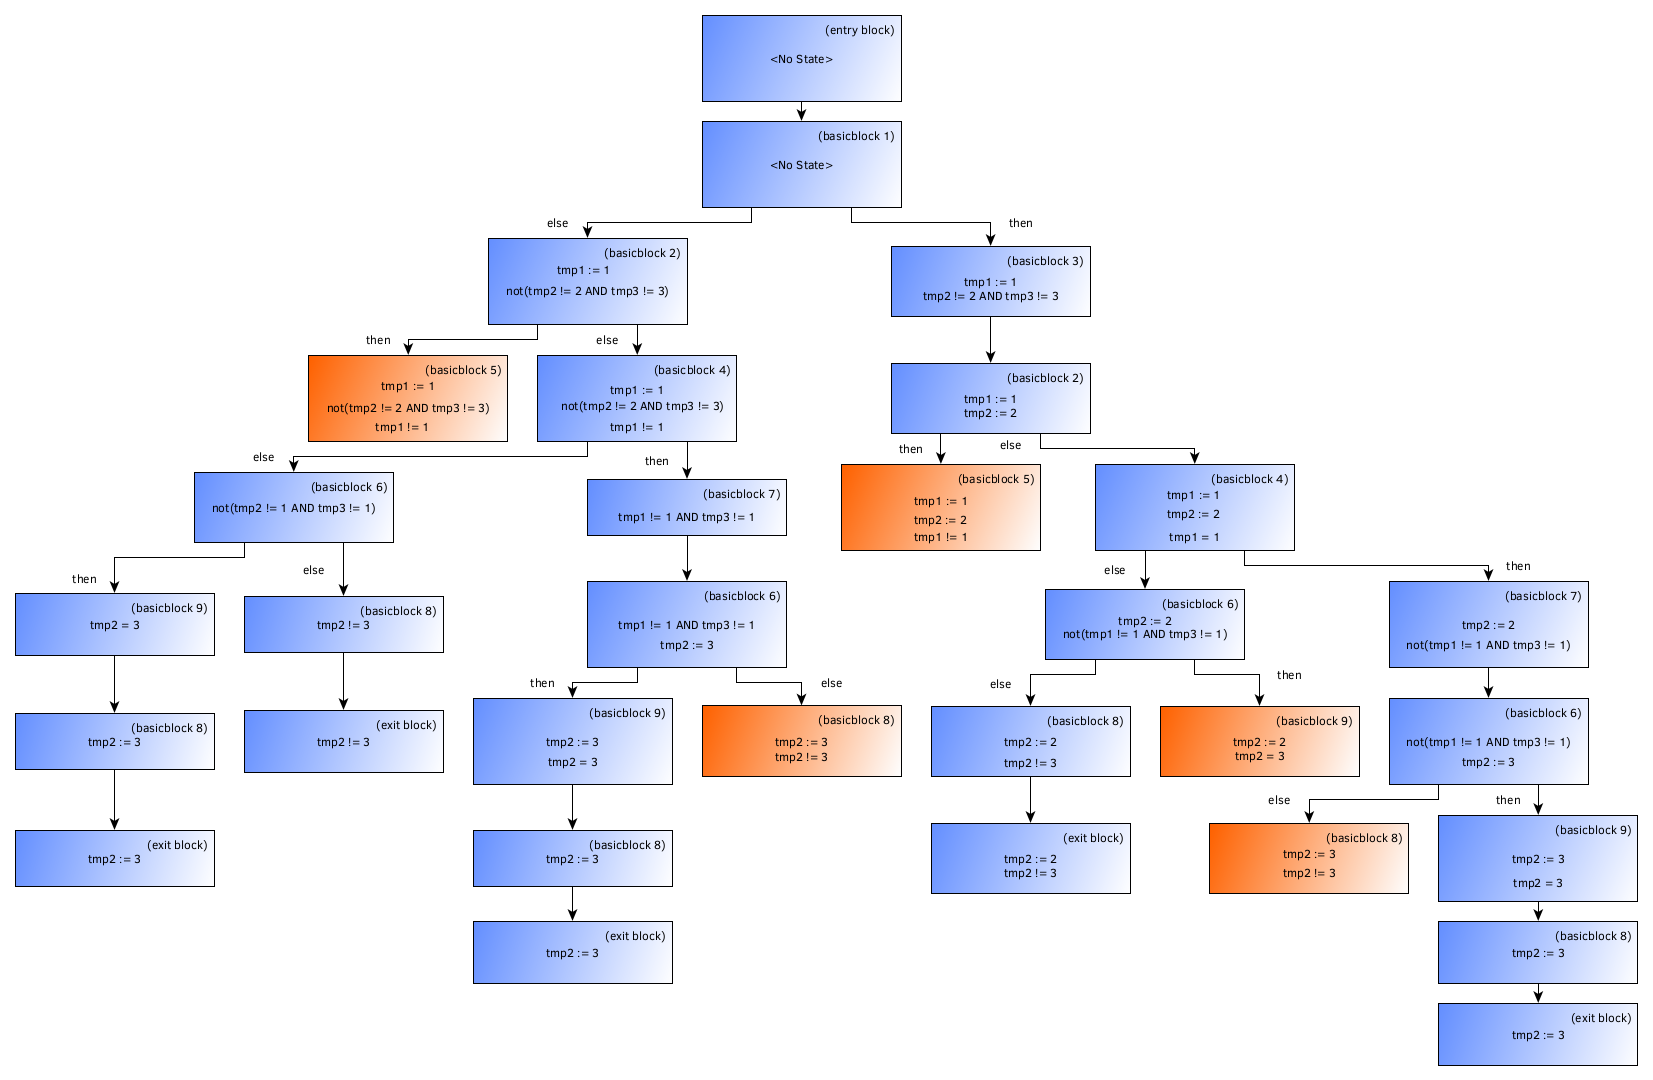 (entry block)
<No State>
(basicblock 1)
<No State>
else
then
(basicblock 2)
tmp1 := 1
not(tmp2 != 2 AND tmp3 != 3)
(basicblock 3)
tmp1 := 1
tmp2 != 2 AND tmp3 != 3
then
else
(basicblock 5)
tmp1 := 1
not(tmp2 != 2 AND tmp3 != 3)
tmp1 != 1
(basicblock 4)
tmp1 := 1
not(tmp2 != 2 AND tmp3 != 3)
tmp1 != 1
(basicblock 2)
tmp1 := 1
tmp2 := 2
then
else
else
then
(basicblock 6)
not(tmp2 != 1 AND tmp3 != 1)
(basicblock 7)
tmp1 != 1 AND tmp3 != 1
(basicblock 5)
tmp1 := 1
tmp2 := 2
tmp1 != 1
(basicblock 4)
tmp1 := 1
tmp2 := 2
tmp1 = 1
then
else
else
then
(basicblock 9)
tmp2 = 3
(basicblock 8)
tmp2 != 3
(basicblock 6)
tmp1 != 1 AND tmp3 != 1
tmp2 := 3
(basicblock 6)
tmp2 := 2
not(tmp1 != 1 AND tmp3 != 1)
(basicblock 7)
tmp2 := 2
not(tmp1 != 1 AND tmp3 != 1)
then
else
else
then
(basicblock 8)
tmp2 := 3
(exit block)
tmp2 != 3
(basicblock 9)
tmp2 := 3
tmp2 = 3
(basicblock 8)
tmp2 := 3
tmp2 != 3
(basicblock 8)
tmp2 := 2
tmp2 != 3
(basicblock 9)
tmp2 := 2
tmp2 = 3
(basicblock 6)
not(tmp1 != 1 AND tmp3 != 1)
tmp2 := 3
else
then
(exit block)
tmp2 := 3
(basicblock 8)
tmp2 := 3
(exit block)
tmp2 := 2
tmp2 != 3
(basicblock 8)
tmp2 := 3
tmp2 != 3
(basicblock 9)
tmp2 := 3
tmp2 = 3
(exit block)
tmp2 := 3
(basicblock 8)
tmp2 := 3
(exit block)
tmp2 := 3